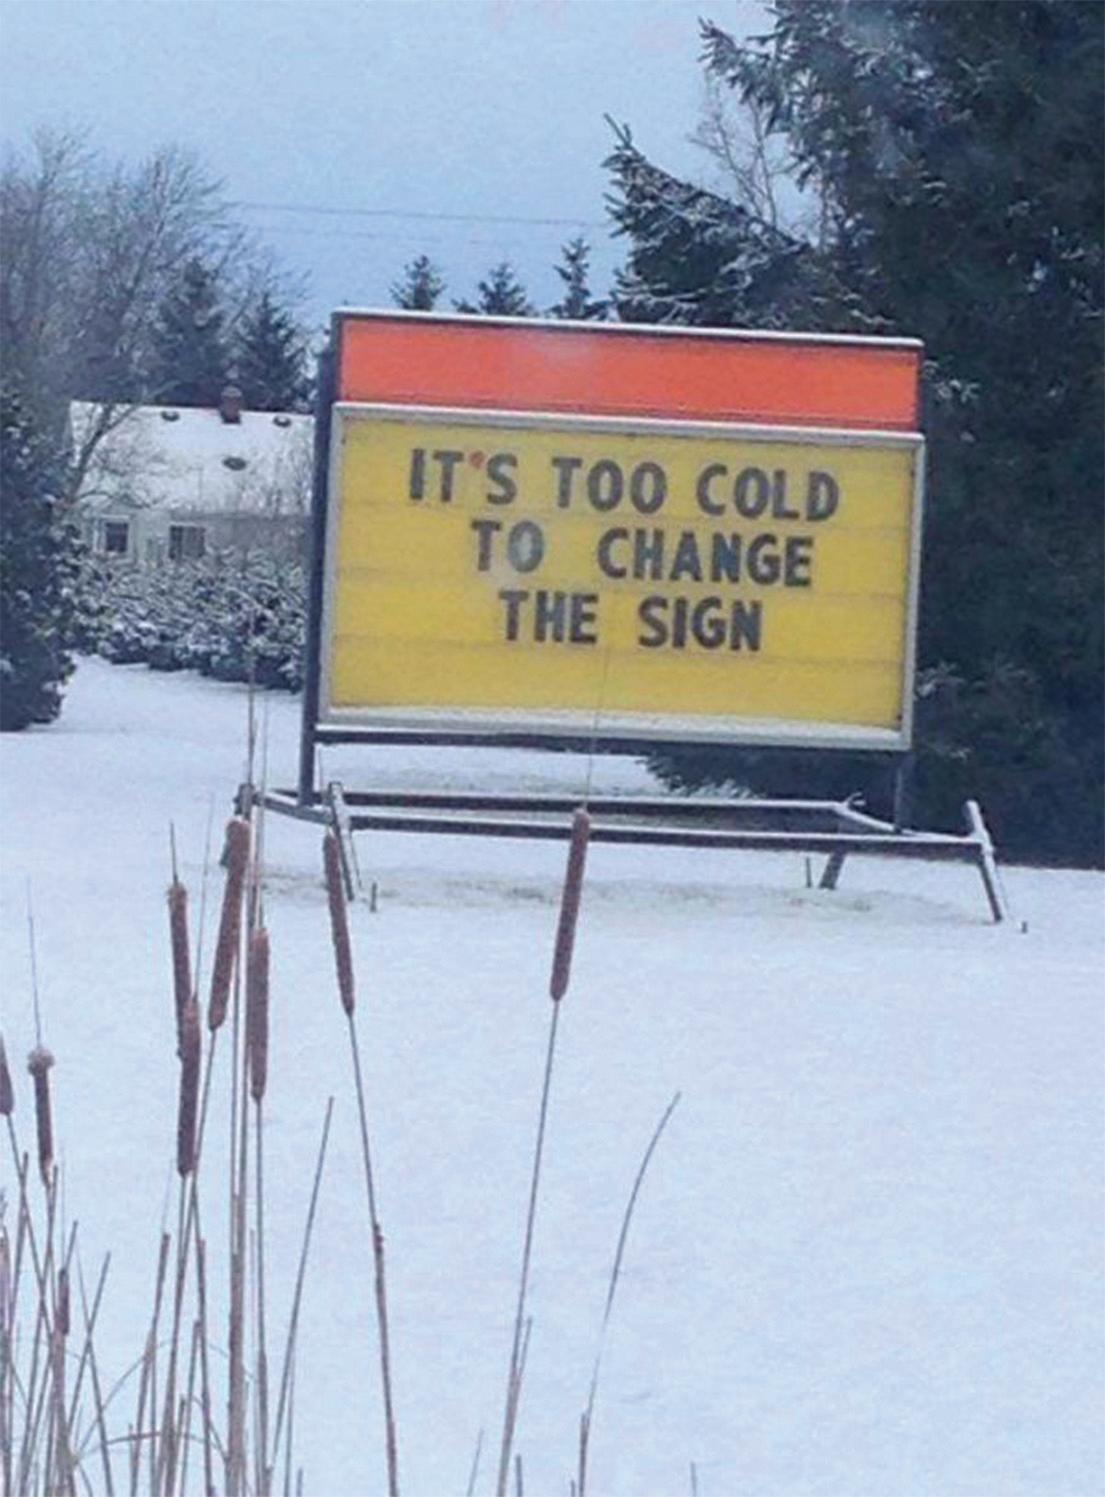 IT'S TOO COLD
TO CHANGE
THE SIGN